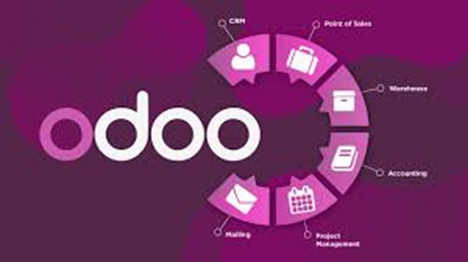 CRM
Point of Sales
Warehouse
odoo
Accounting
Mailing
Project
Management